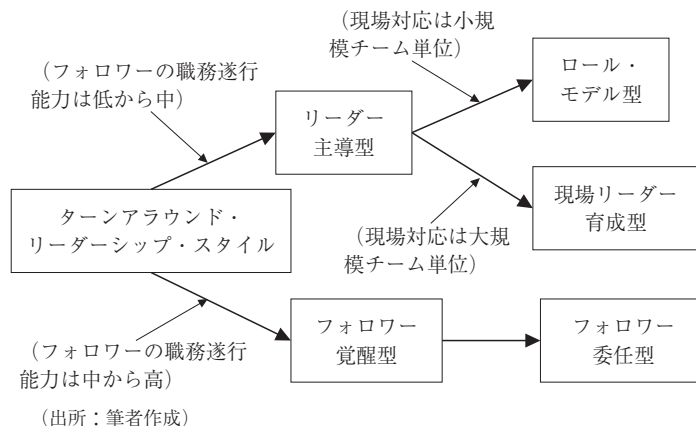 （現場対応は小規
模チーム単位）
ロール・
モデル型
（フォロワーの職務遂行
能力は低から中）
リーダー
主導型
ターンアラウンド・
リーダーシップ・スタイル
現場リーダー
育成型
（現場対応は大規
模チーム単位）
フォロワー
覚醒型
フォロワー
委任型
（フォロワーの職務遂行
能力は中から高）
（出所：筆者作成）